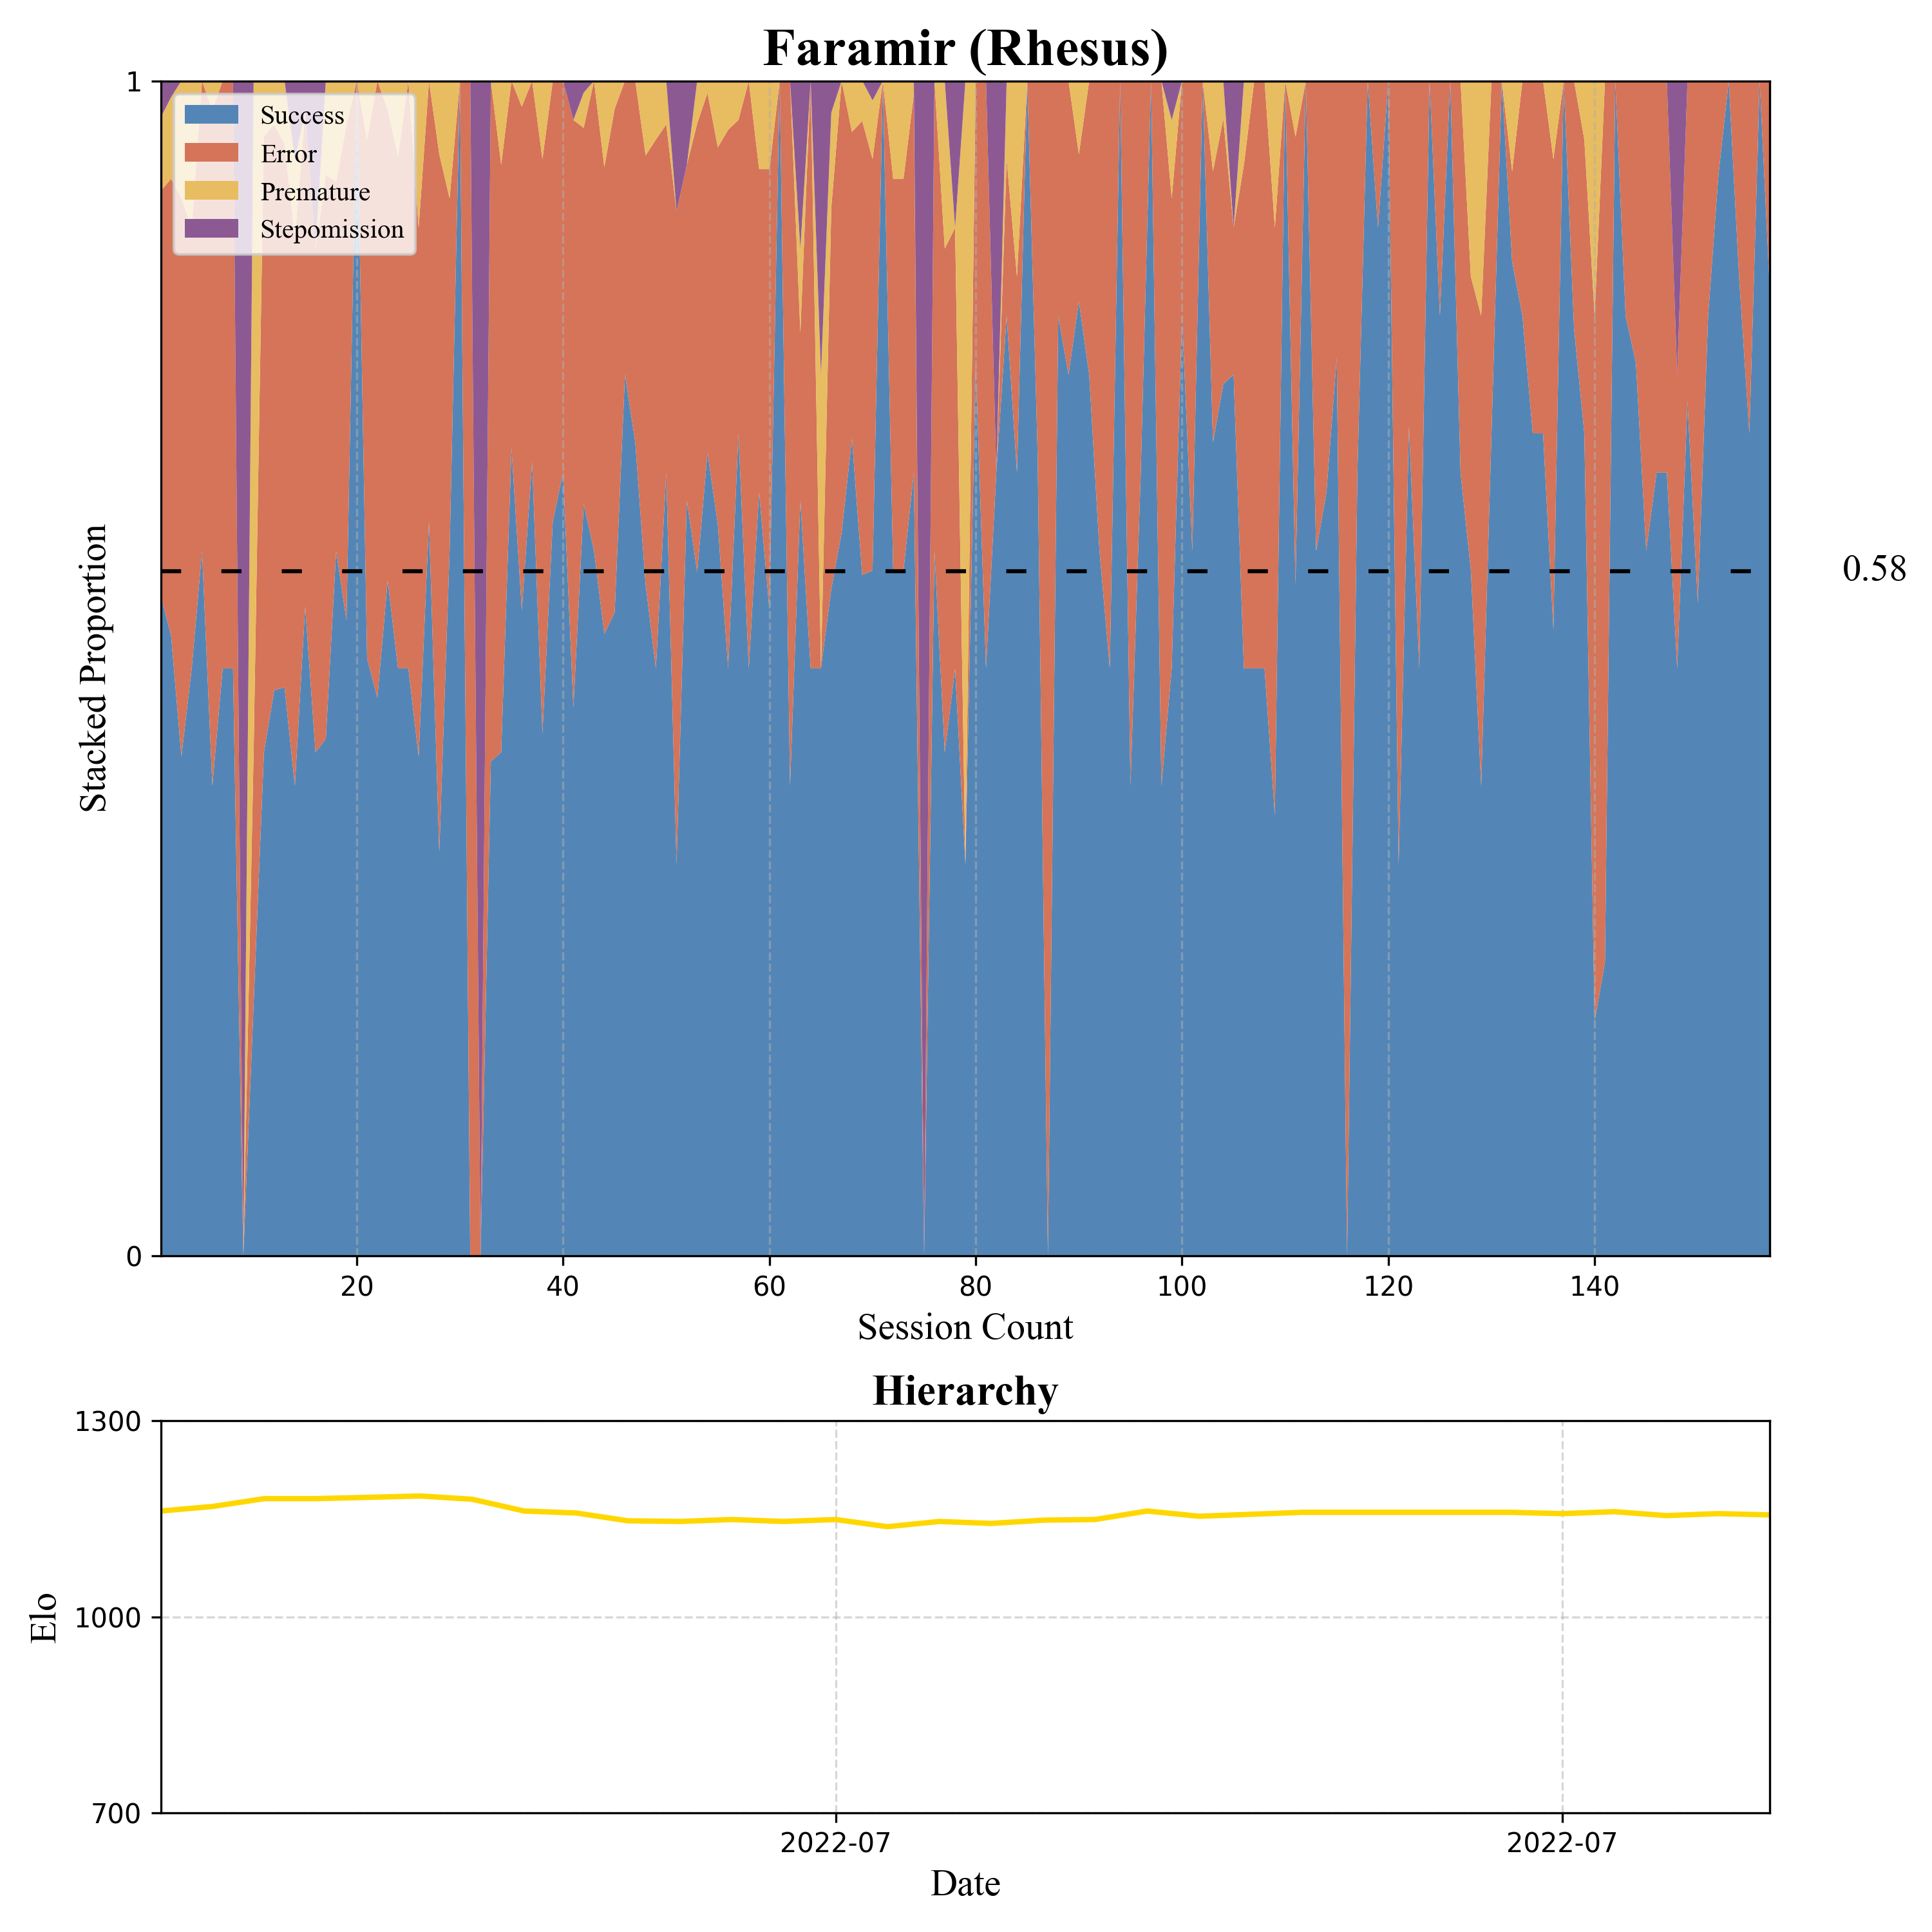 Faramir (Rhesus)
1
Success
Error
Premature
Stepomission
Stacked Proportion
0.58
0
20 40 60 80 100 120 140
Session Count
Hierarchy
1300
Elo
1000
700
2022-07 2022-07
Date